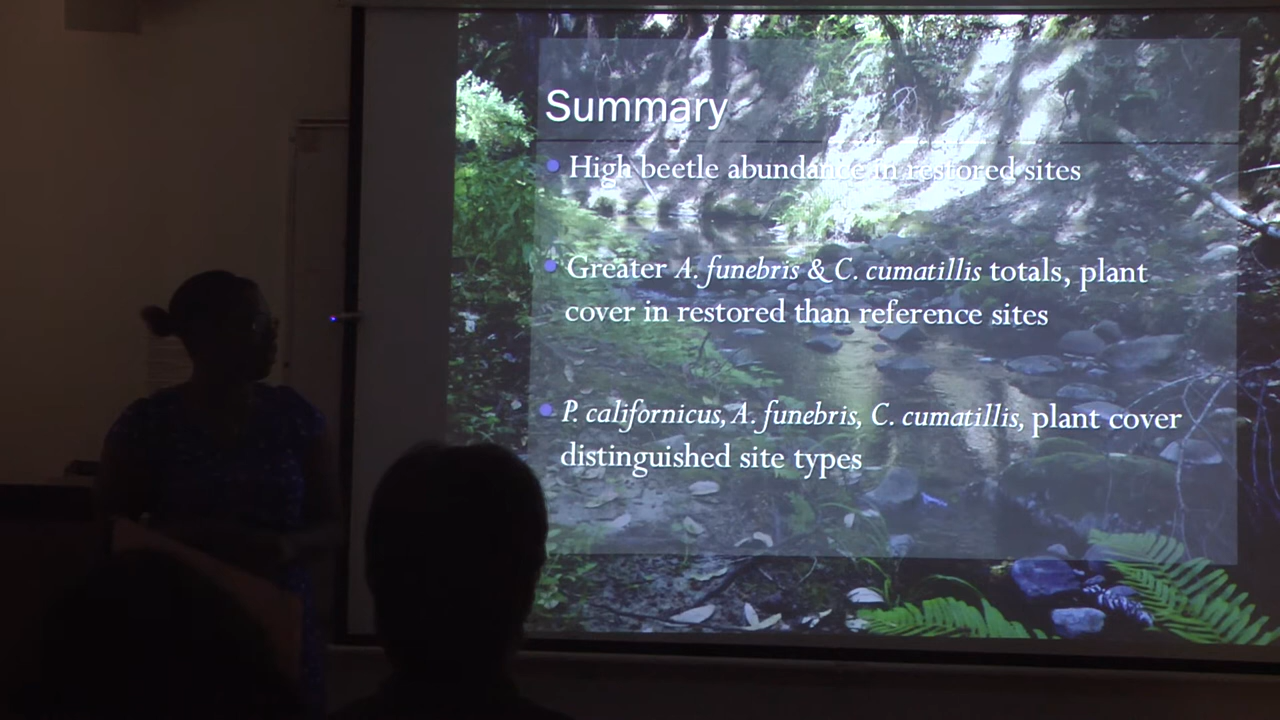 Summary
High beetle abundance in restored sites
Greater A. funebris & C. cumatillis totals, plant
cover in restored than reference sites
P. californicus, A. funebris, C. cumatillis, plant cover
distinguished site types